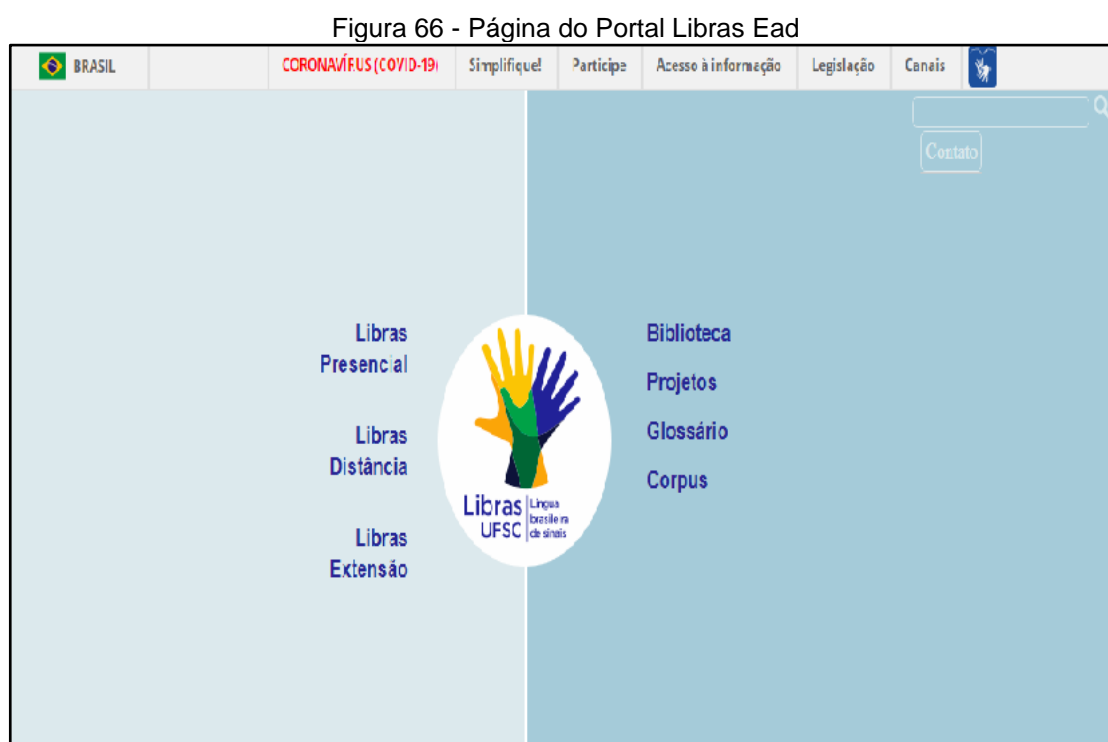 Figura 66 - Página do Portal Libras Ead
BRASIL
CORONAVÍRUS (COVID-19)
Simplifique!
Participe
Acesso à informação
Legislação
Canais
Contato
Libras
Presencial
Libras
Distância
Libras
Extensão
Libras
UFSC
Língua
brasileira
de sinais
Biblioteca
Projetos
Glossário
Corpus